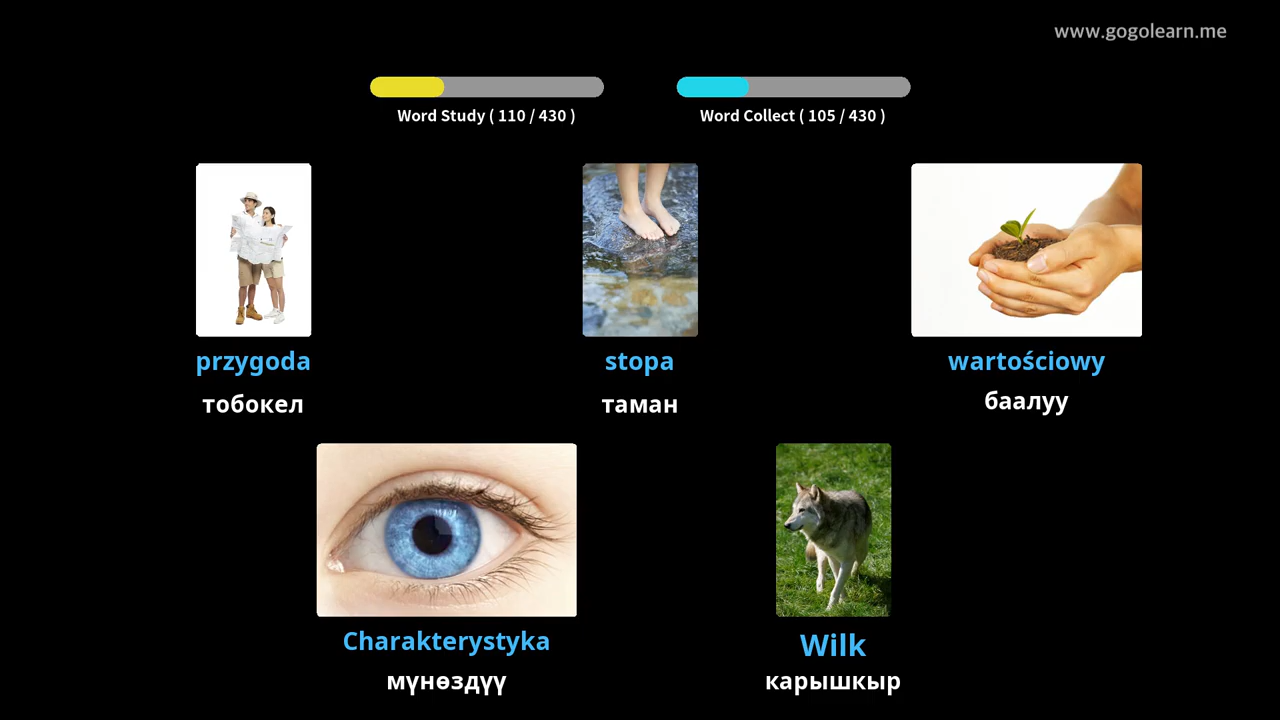 www.gogolearn.me
Word Study ( 110 / 430 )
Word Collect ( 105 / 430 )
przygoda
тобокел
stopa
таман
wartościowy
баалуу
Charakterystyka
мүнөздүү
Wilk
карышкыр